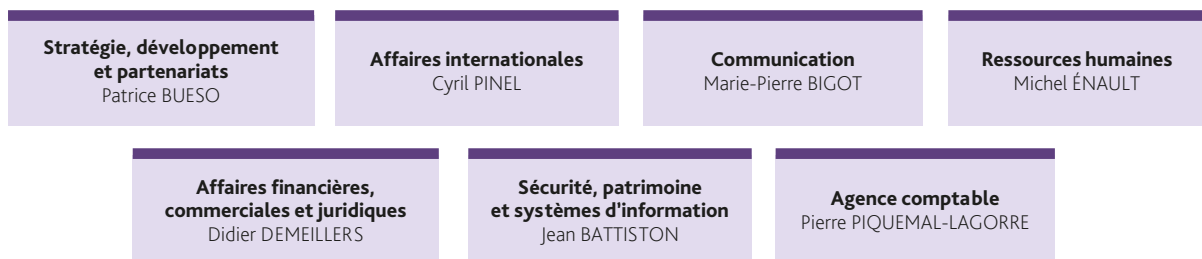 Stratégie, développement
et partenariats
Patrice BUESO
Affaires internationales
Cyril PINEL
Communication
Marie-Pierre BIGOT
Ressources humaines
Michel ÉNAULT
Affaires financières,
commerciales et juridiques
Didier DEMEILLERS
Sécurité, patrimoine
et systèmes d'information
Jean BATTISTON
Agence comptable
Pierre PIQUEMAL-LAGORRE